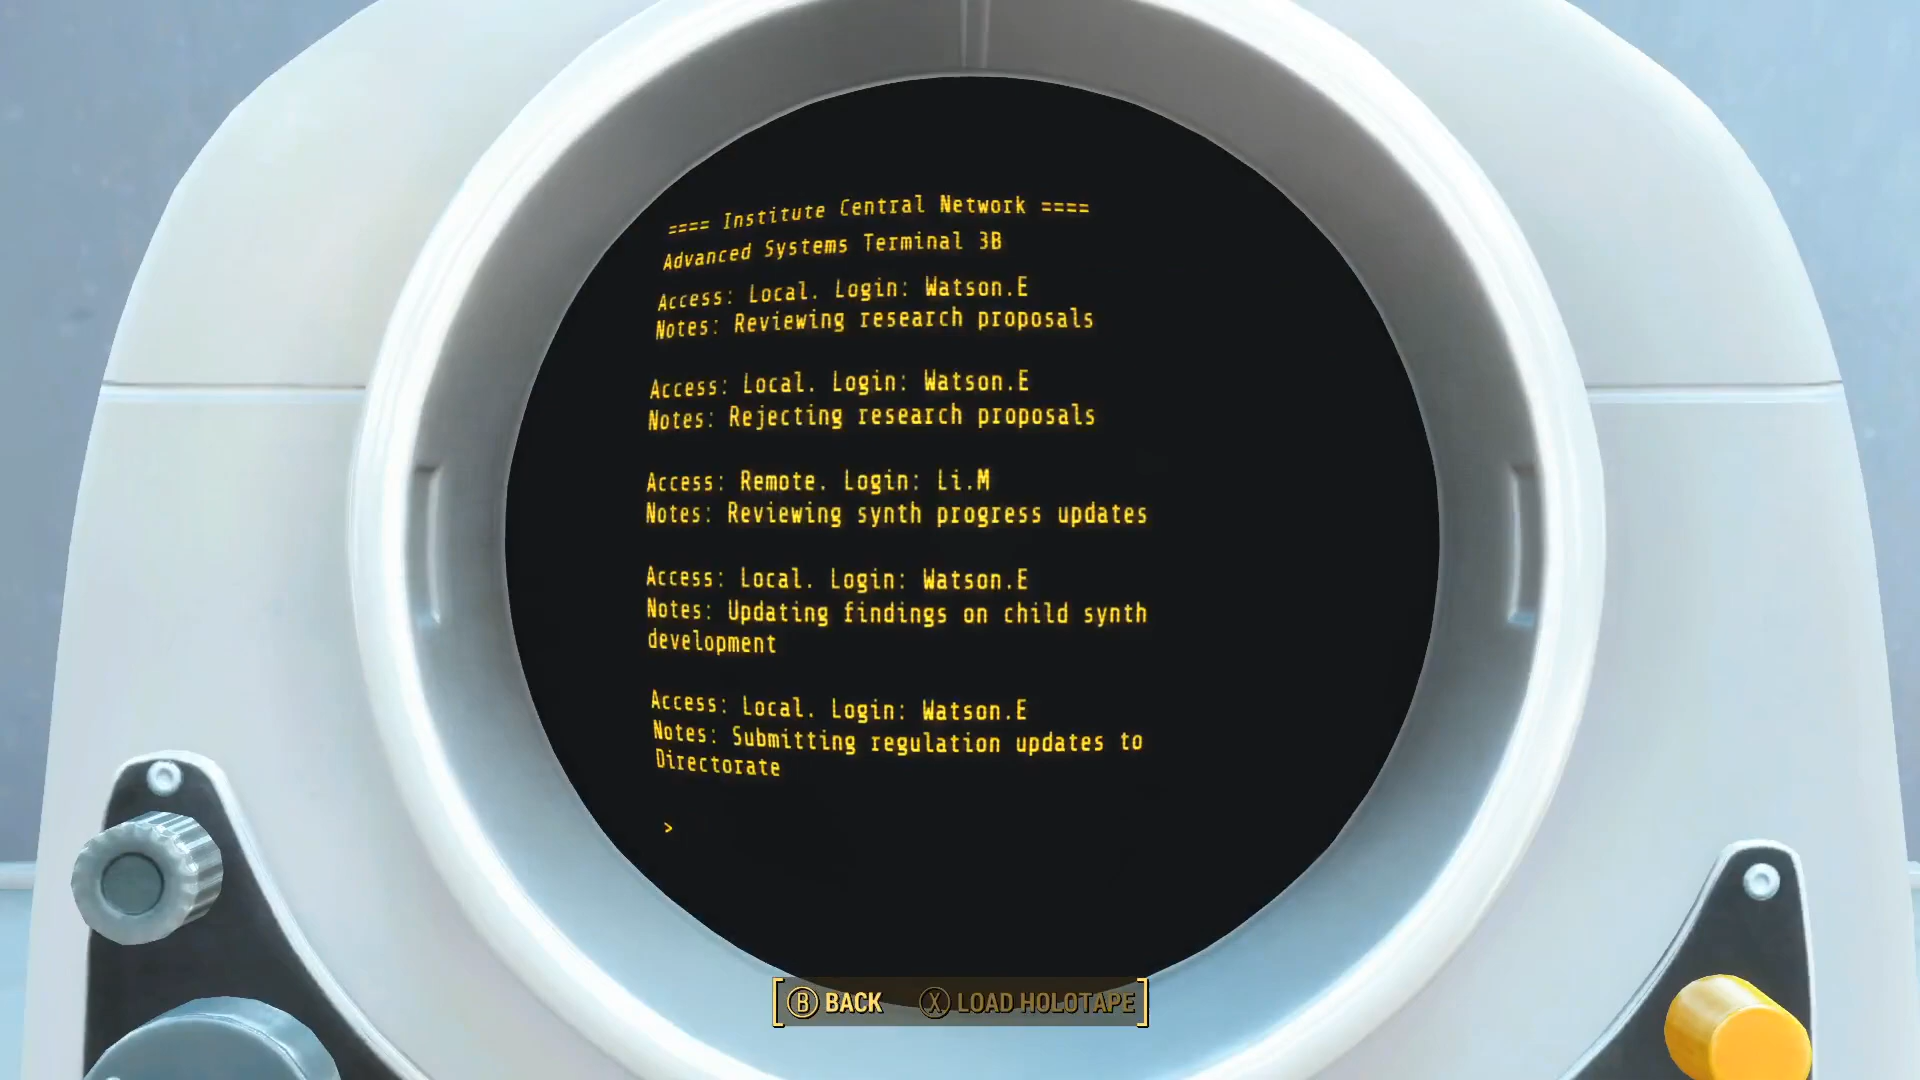 ==== Institute Central Network ====
Advanced Systems Terminal 3B
Access: Local. Login: Watson.E
Notes: Reviewing research proposals
Access: Local. Login: Watson.E
Notes: Rejecting research proposals
Access: Remote. Login: Li.M
Notes: Reviewing synth progress updates
Access: Local. Login: Watson.E
Notes: Updating findings on child synth
development
Access: Local. Login: Watson.E
Notes: Submitting regulation updates to
Directorate
>
[Ⓑ BACK Ⓧ LOAD HOLOTAPE]